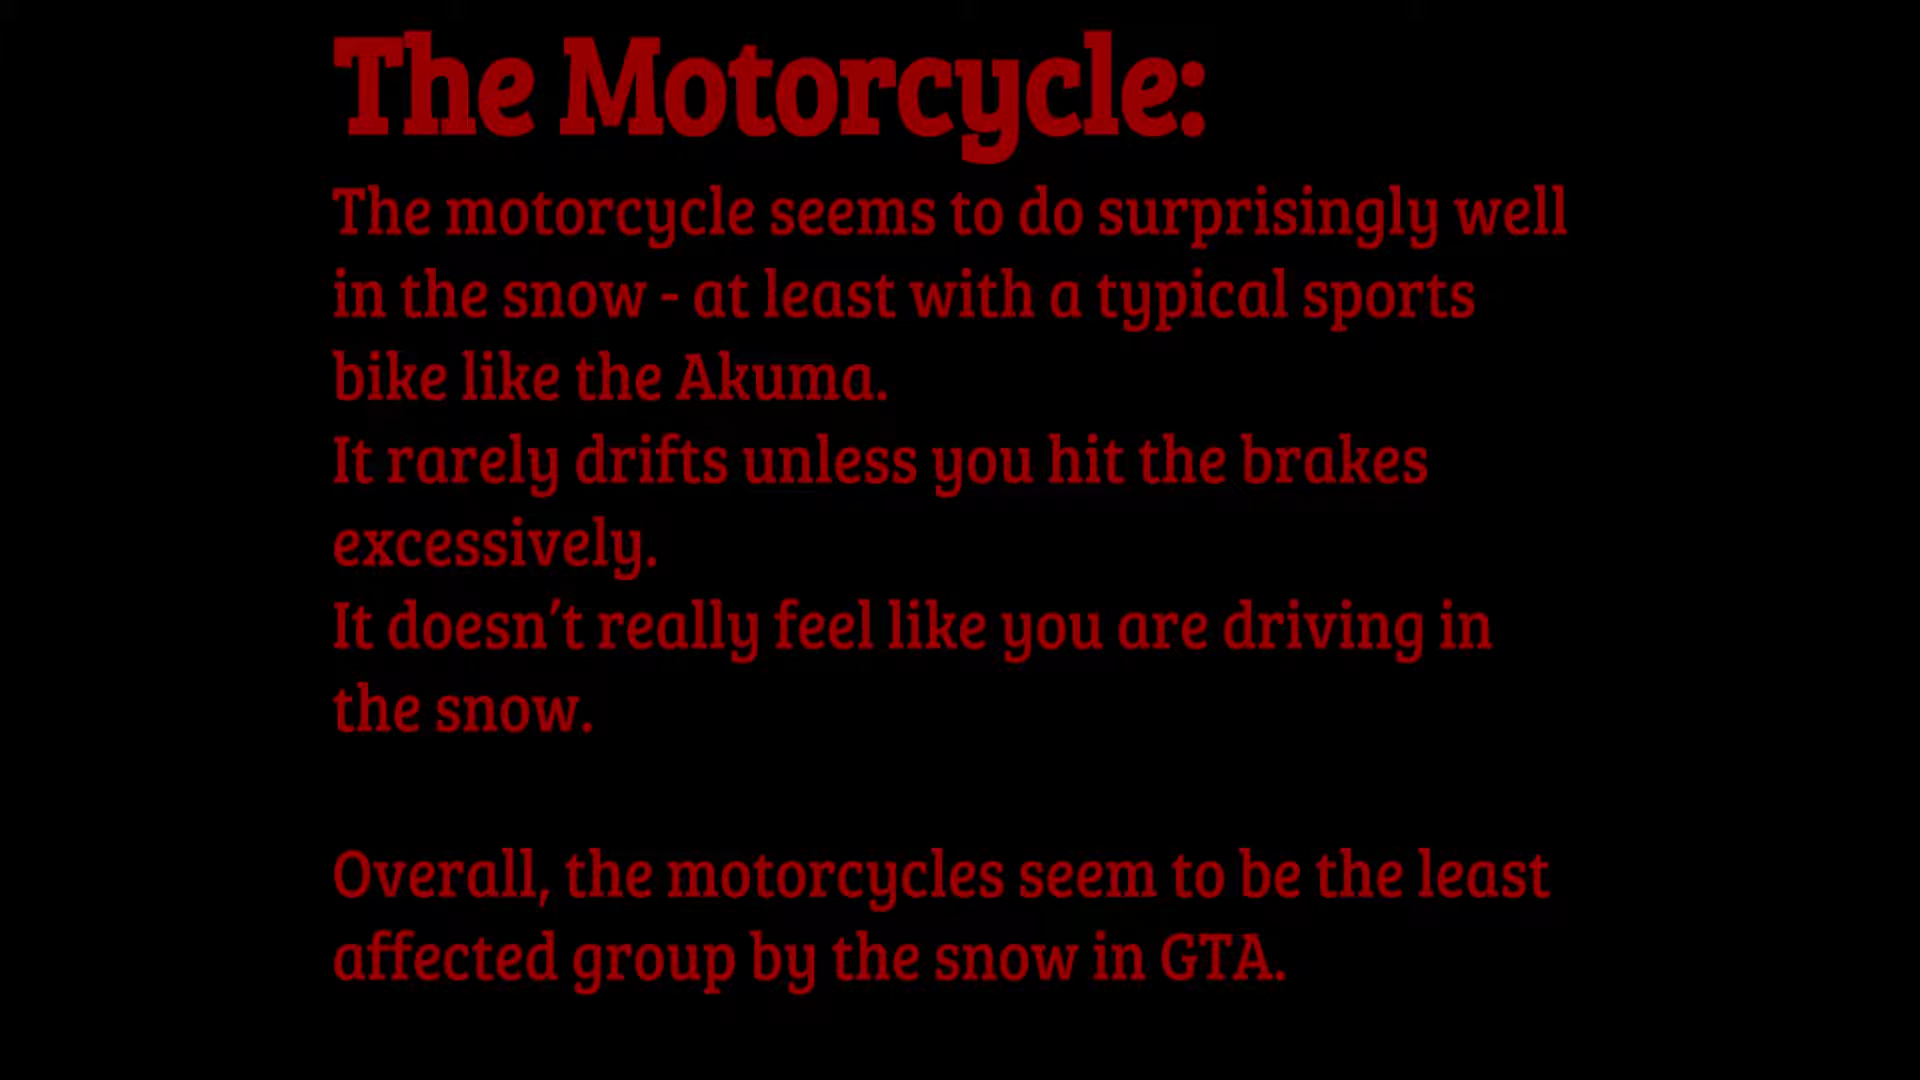 The Motorcycle:
The motorcycle seems to do surprisingly well
in the snow - at least with a typical sports
bike like the Akuma.
It rarely drifts unless you hit the brakes
excessively.
It doesn’t really feel like you are driving in
the snow.
Overall, the motorcycles seem to be the least
affected group by the snow in GTA.